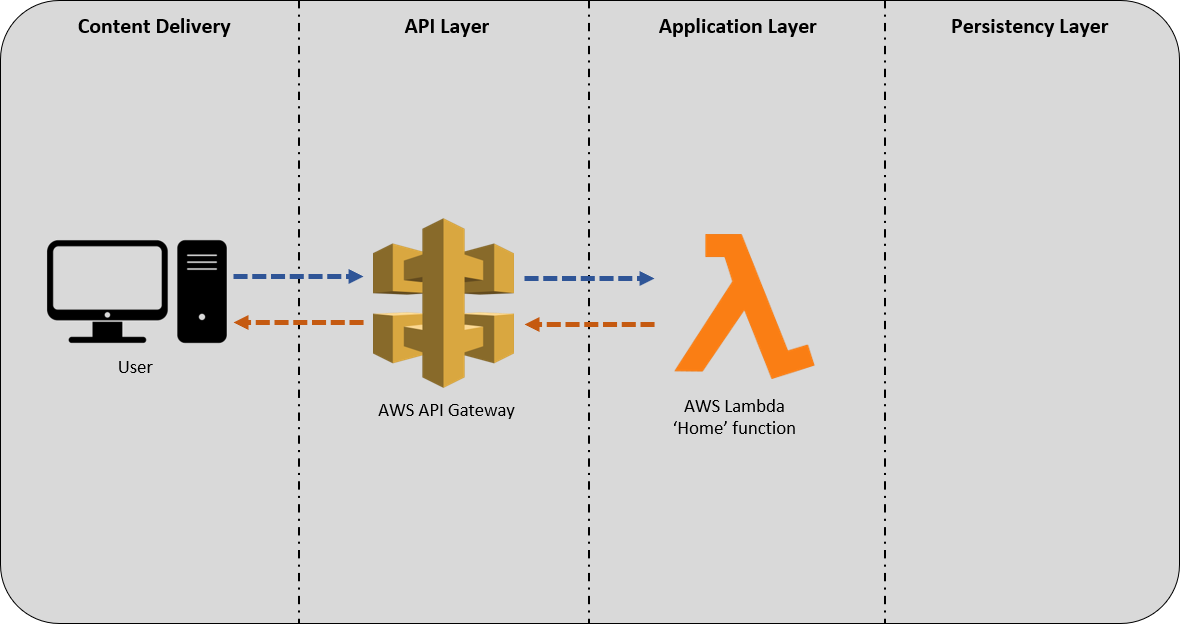 Content Delivery
API Layer
Application Layer
Persistency Layer
User
AWS API Gateway
AWS Lambda
‘Home’ function